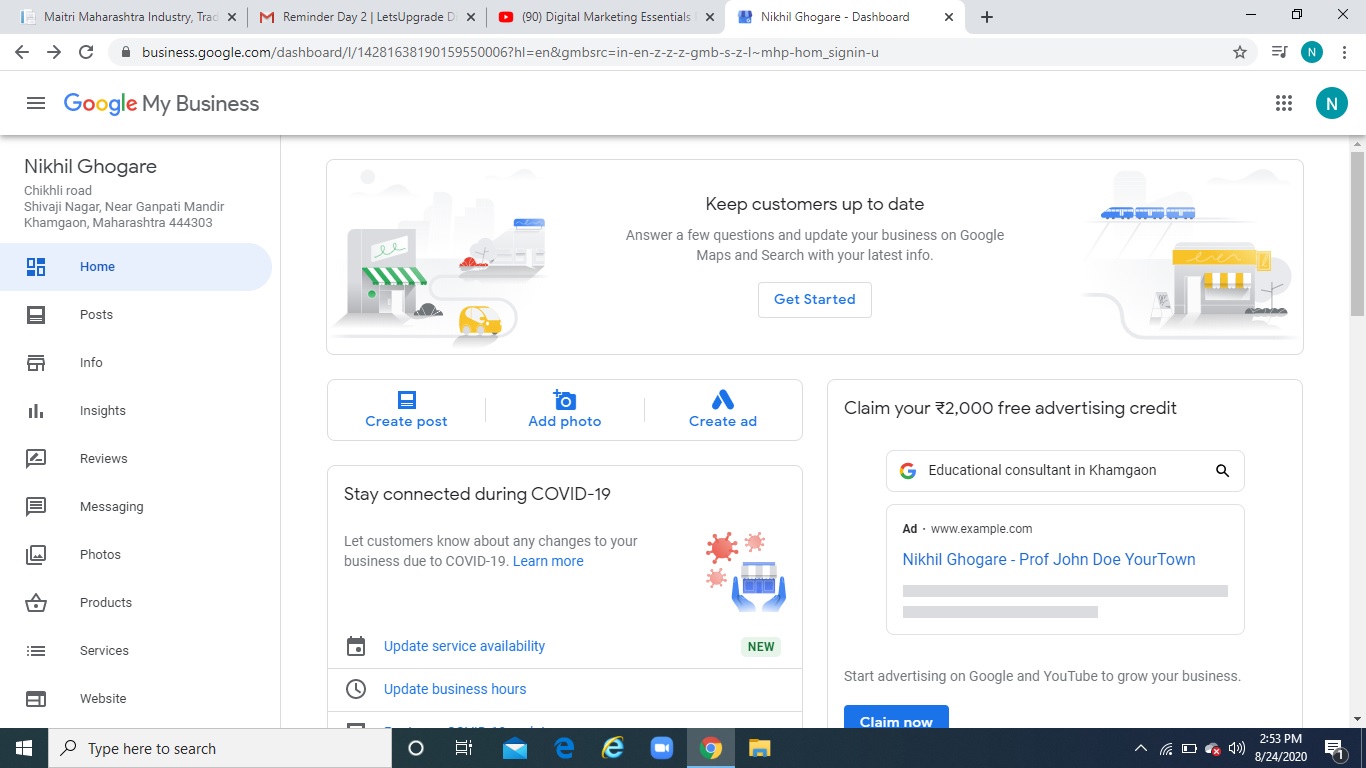 Maitri Maharashtra Industry, Trad
Reminder Day 2 | LetsUpgrade Di
(90) Digital Marketing Essentials
Nikhil Ghogare - Dashboard
business.google.com/dashboard/l/14281638190159550006?hl=en&gmbsrc=in-en-z-z-z-gmb-s-z-l~mhp-hom_signin-u
N
Google My Business
N
Nikhil Ghogare
Chikhli road
Shivaji Nagar, Near Ganpati Mandir
Khamgaon, Maharashtra 444303
Home
Posts
Info
Insights
Reviews
Messaging
Photos
Products
Services
Website
Keep customers up to date
Answer a few questions and update your business on Google
Maps and Search with your latest info.
Get Started
Create post
Add photo
Create ad
Stay connected during COVID-19
Let customers know about any changes to your
business due to COVID-19. Learn more
Update service availability
NEW
Update business hours
Claim your ₹2,000 free advertising credit
Educational consultant in Khamgaon
Ad · www.example.com
Nikhil Ghogare - Prof John Doe YourTown
Start advertising on Google and YouTube to grow your business.
Claim now
Type here to search
2:53 PM
8/24/2020
1